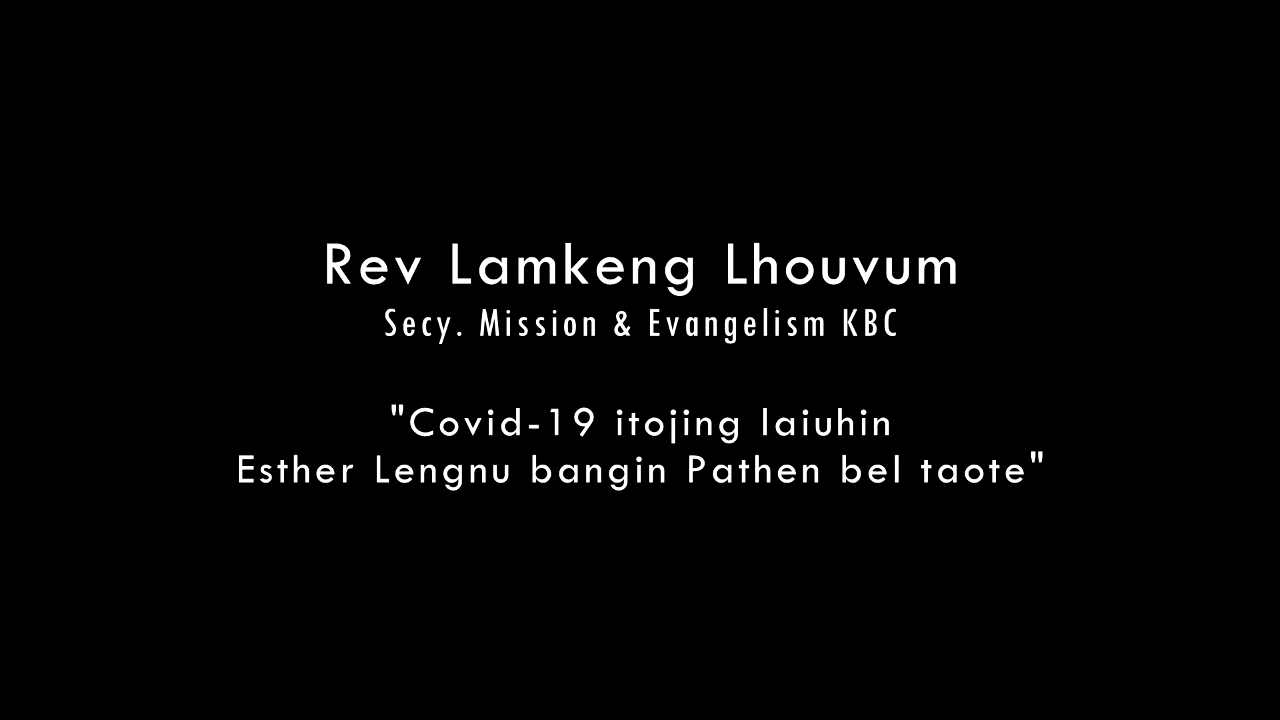 Rev Lamkeng Lhouvum
Secy. Mission & Evangelism KBC
"Covid-19 itojing laiuhin
Esther Lengnu bangin Pathen bel taote"